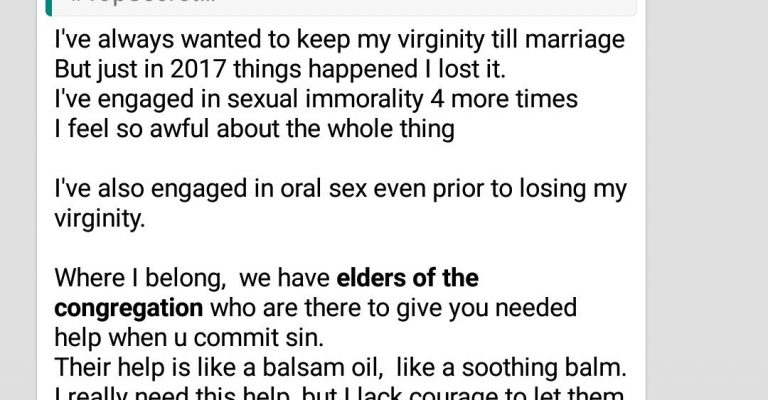 I've always wanted to keep my virginity till marriage
But just in 2017 things happened I lost it.
I've engaged in sexual immorality 4 more times
I feel so awful about the whole thing
I've also engaged in oral sex even prior to losing my
virginity.
Where I belong, we have elders of the
congregation who are there to give you needed
help when u commit sin.
Their help is like a balsam oil, like a soothing balm.
I really need this help, but I lack courage to let them